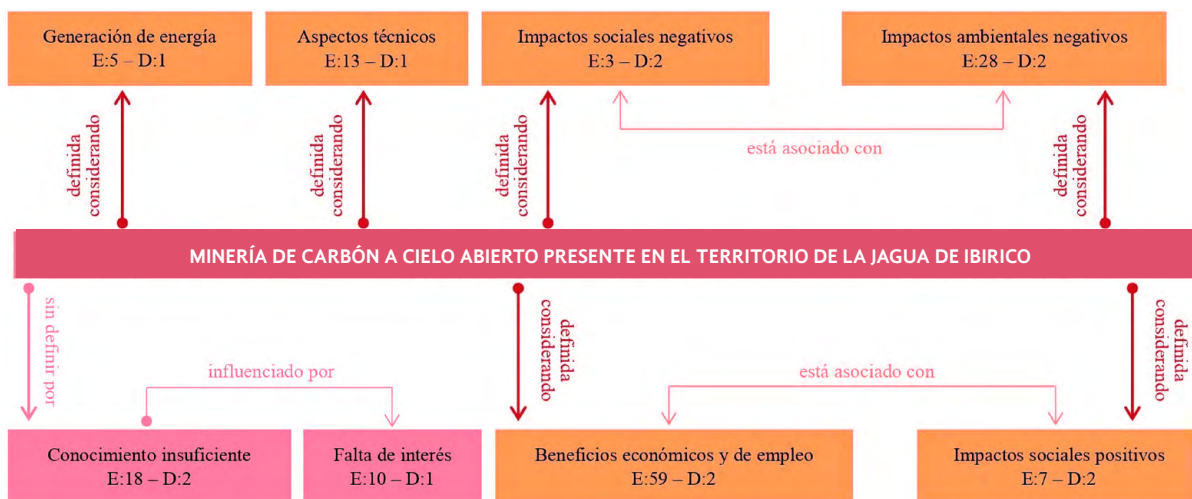 Generación de energía
E:5 – D:1
Aspectos técnicos
E:13 – D:1
Impactos sociales negativos
E:3 – D:2
Impactos ambientales negativos
E:28 – D:2
definida
considerando
definida
considerando
definida
considerando
está asociado con
definida
considerando
MINERÍA DE CARBÓN A CIELO ABIERTO PRESENTE EN EL TERRITORIO DE LA JAGUA DE IBIRICO
sin definir por
influenciado por
definida
considerando
está asociado con
definida
considerando
Conocimiento insuficiente
E:18 – D:2
Falta de interés
E:10 – D:1
Beneficios económicos y de empleo
E:59 – D:2
Impactos sociales positivos
E:7 – D:2